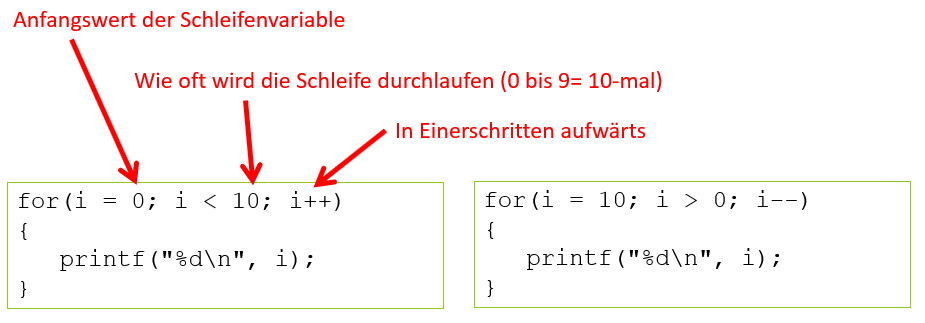 Anfangswert der Schleifenvariable
Wie oft wird die Schleife durchlaufen (0 bis 9= 10-mal)
In Einerschritten aufwärts
for(i = 0; i < 10; i++)
{
printf("%d\n", i);
}
for(i = 10; i > 0; i--)
{
printf("%d\n", i);
}